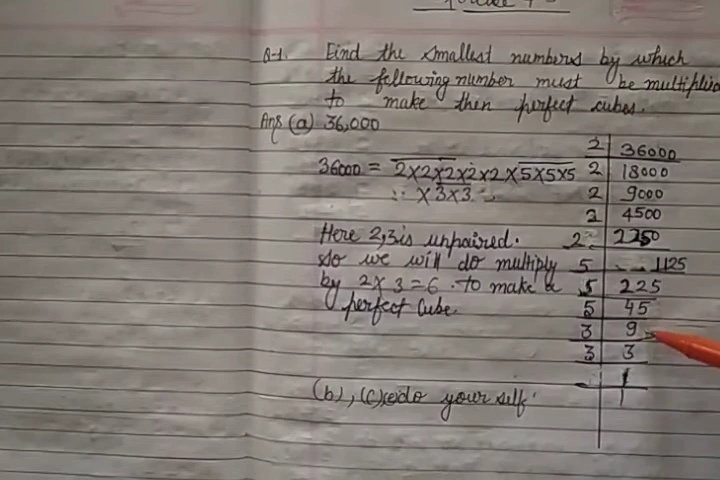 Q-1. Find the smallest numbers by which
the following number must be multiplied
to make then perfect cubes.
Ans (a) 36,000
36000 = 2×2×2×2×2×5×5×5
×3×3
Here 2,3 is unpaired.
so we will do multiply
by 2×3=6. to make a
perfect cube.
2 36000
2 18000
2 9000
2 4500
2 2250
5 1125
5 225
5 45
3 9
3 3
1
(b), (c) do your self